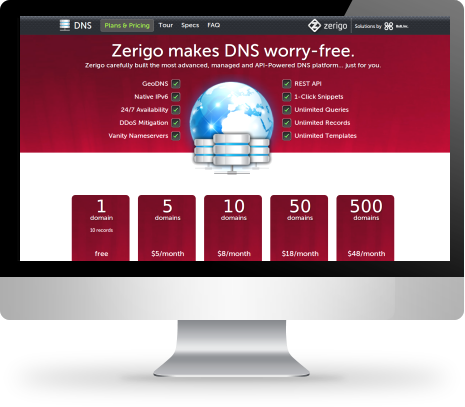 DNS Plans & Pricing Tour Specs FAQ zerigo Solutions by 8x8, Inc.
Zerigo makes DNS worry-free.
Zerigo carefully built the most advanced, managed and API-Powered DNS platform... just for you.
GeoDNS
Native IPv6
24/7 Availability
DDoS Mitigation
Vanity Nameservers
REST API
1-Click Snippets
Unlimited Queries
Unlimited Records
Unlimited Templates
1
domain
10 records
free
5
domains
$5/month
10
domains
$8/month
50
domains
$18/month
500
domains
$48/month